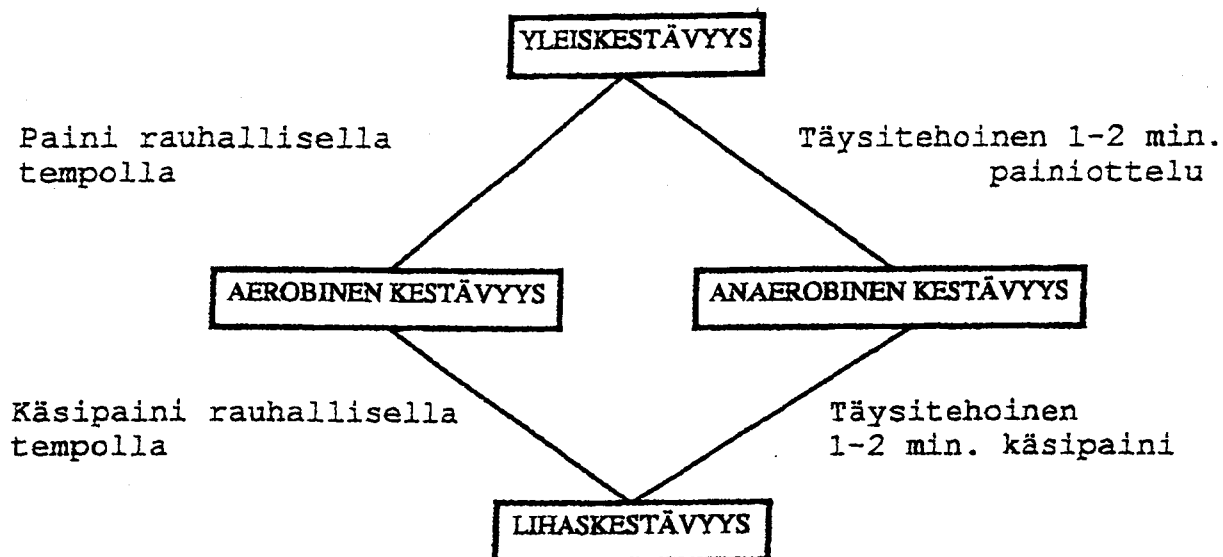 YLEISKESTÄVYYS
Paini rauhallisella
tempolla
Täysitehoinen 1-2 min.
painiottelu
AEROBINEN KESTÄVYYS
ANAEROBINEN KESTÄVYYS
Käsipaini rauhallisella
tempolla
Täysitehoinen
1-2 min. käsipaini
LIHASKESTÄVYYS